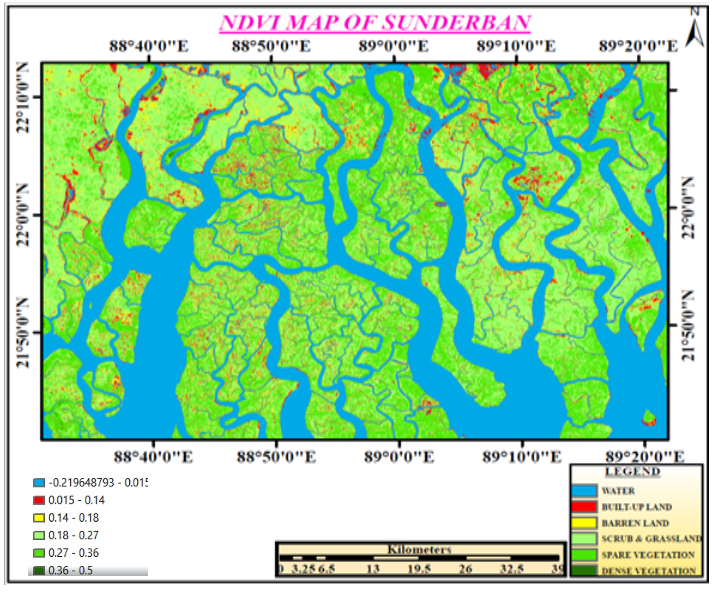 NDVI MAP OF SUNDERBAN
N
88°40'0"E 88°50'0"E 89°0'0"E 89°10'0"E 89°20'0"E
22°10'0"N 22°10'0"N
22°0'0"N 22°0'0"N
21°50'0"N 21°50'0"N
88°40'0"E 88°50'0"E 89°0'0"E 89°10'0"E 89°20'0"E
-0.219648793 - 0.015
0.015 - 0.14
0.14 - 0.18
0.18 - 0.27
0.27 - 0.36
0.36 - 0.5
Kilometers
0 3.25 6.5 13 19.5 26 32.5 39
LEGEND
WATER
BUILT-UP LAND
BARREN LAND
SCRUB & GRASSLAND
SPARE VEGETATION
DENSE VEGETATION